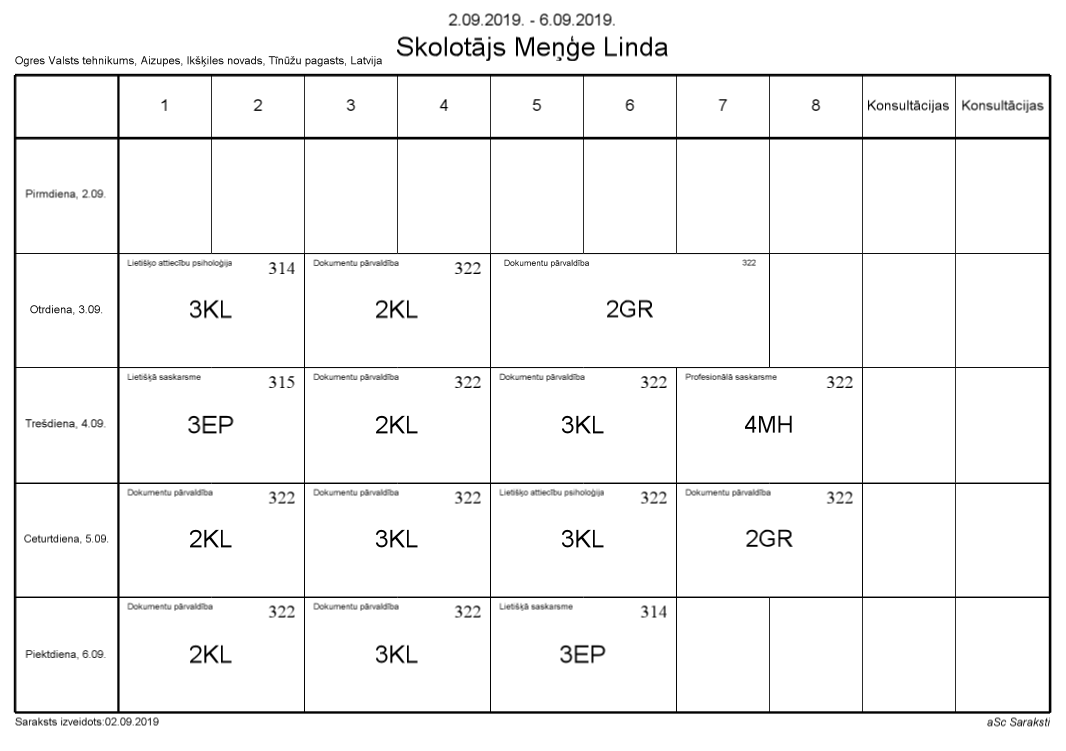 2.09.2019. - 6.09.2019.
Skolotājs Meņģe Linda
Ogres Valsts tehnikums, Aizupes, Ikšķiles novads, Tīnūžu pagasts, Latvija
1 2 3 4 5 6 7 8 Konsultācijas Konsultācijas
Pirmdiena, 2.09.
Lietišķo attiecību psiholoģija 314 Dokumentu pārvaldība 322 Dokumentu pārvaldība 322
Otrdiena, 3.09. 3KL 2KL 2GR
Lietišķā saskarsme 315 Dokumentu pārvaldība 322 Dokumentu pārvaldība 322 Profesionālā saskarsme 322
Trešdiena, 4.09. 3EP 2KL 3KL 4MH
Dokumentu pārvaldība 322 Dokumentu pārvaldība 322 Lietišķo attiecību psiholoģija 322 Dokumentu pārvaldība 322
Ceturtdiena, 5.09. 2KL 3KL 3KL 2GR
Dokumentu pārvaldība 322 Dokumentu pārvaldība 322 Lietišķā saskarsme 314
Piektdiena, 6.09. 2KL 3KL 3EP
Saraksts izveidots:02.09.2019 aSc Saraksti